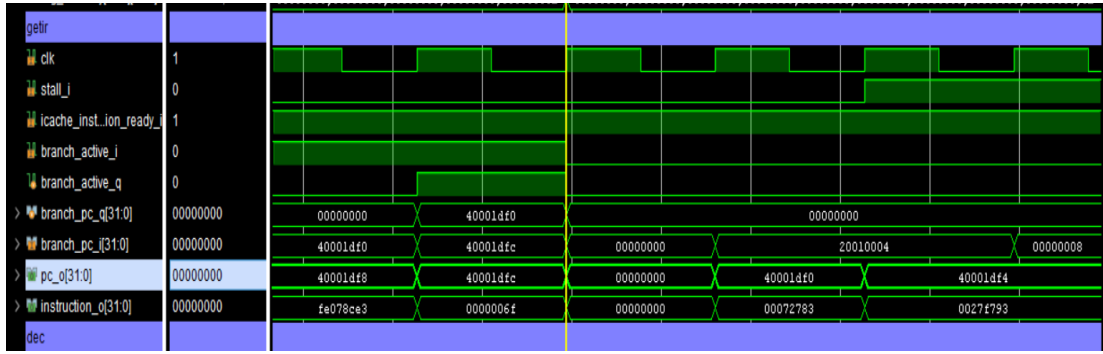 getir
clk 1
stall_i 0
icache_inst...ion_ready_i 1
branch_active_i 0
branch_active_q 0
branch_pc_q[31:0] 00000000 00000000 40001df0 00000000
branch_pc_i[31:0] 00000000 40001df0 40001dfc 00000000 20010004 00000008
pc_o[31:0] 00000000 40001df8 40001dfc 00000000 40001df0 40001df4
instruction_o[31:0] 00000000 fe078ce3 0000006f 00000000 00072783 0027f793
dec